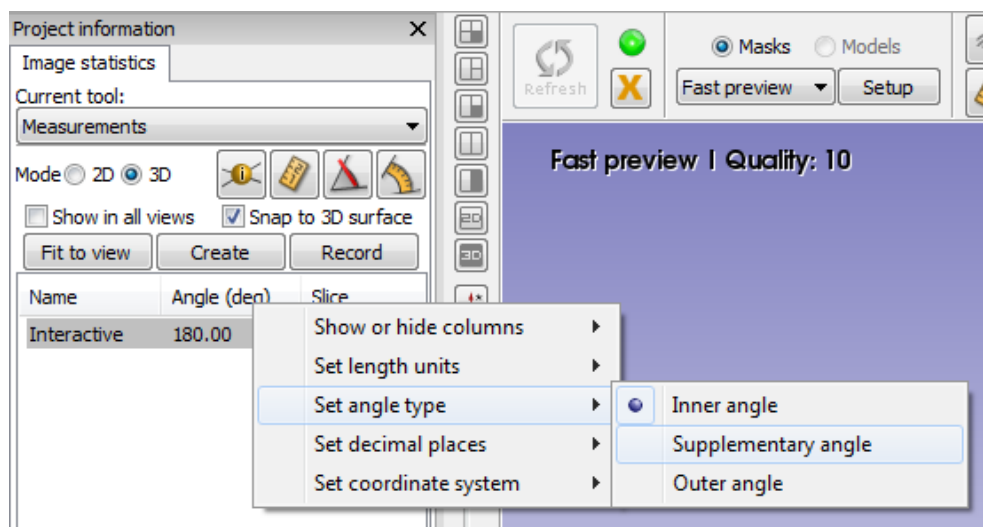 Project information
Image statistics
Current tool:
Measurements
Mode 2D 3D
Show in all views Snap to 3D surface
Fit to view Create Record
Name Angle (deg) Slice
Interactive 180.00
Show or hide columns
Set length units
Set angle type
Set decimal places
Set coordinate system
Inner angle
Supplementary angle
Outer angle
2D
3D
Refresh
Masks Models
Fast preview Setup
Fast preview | Quality: 10